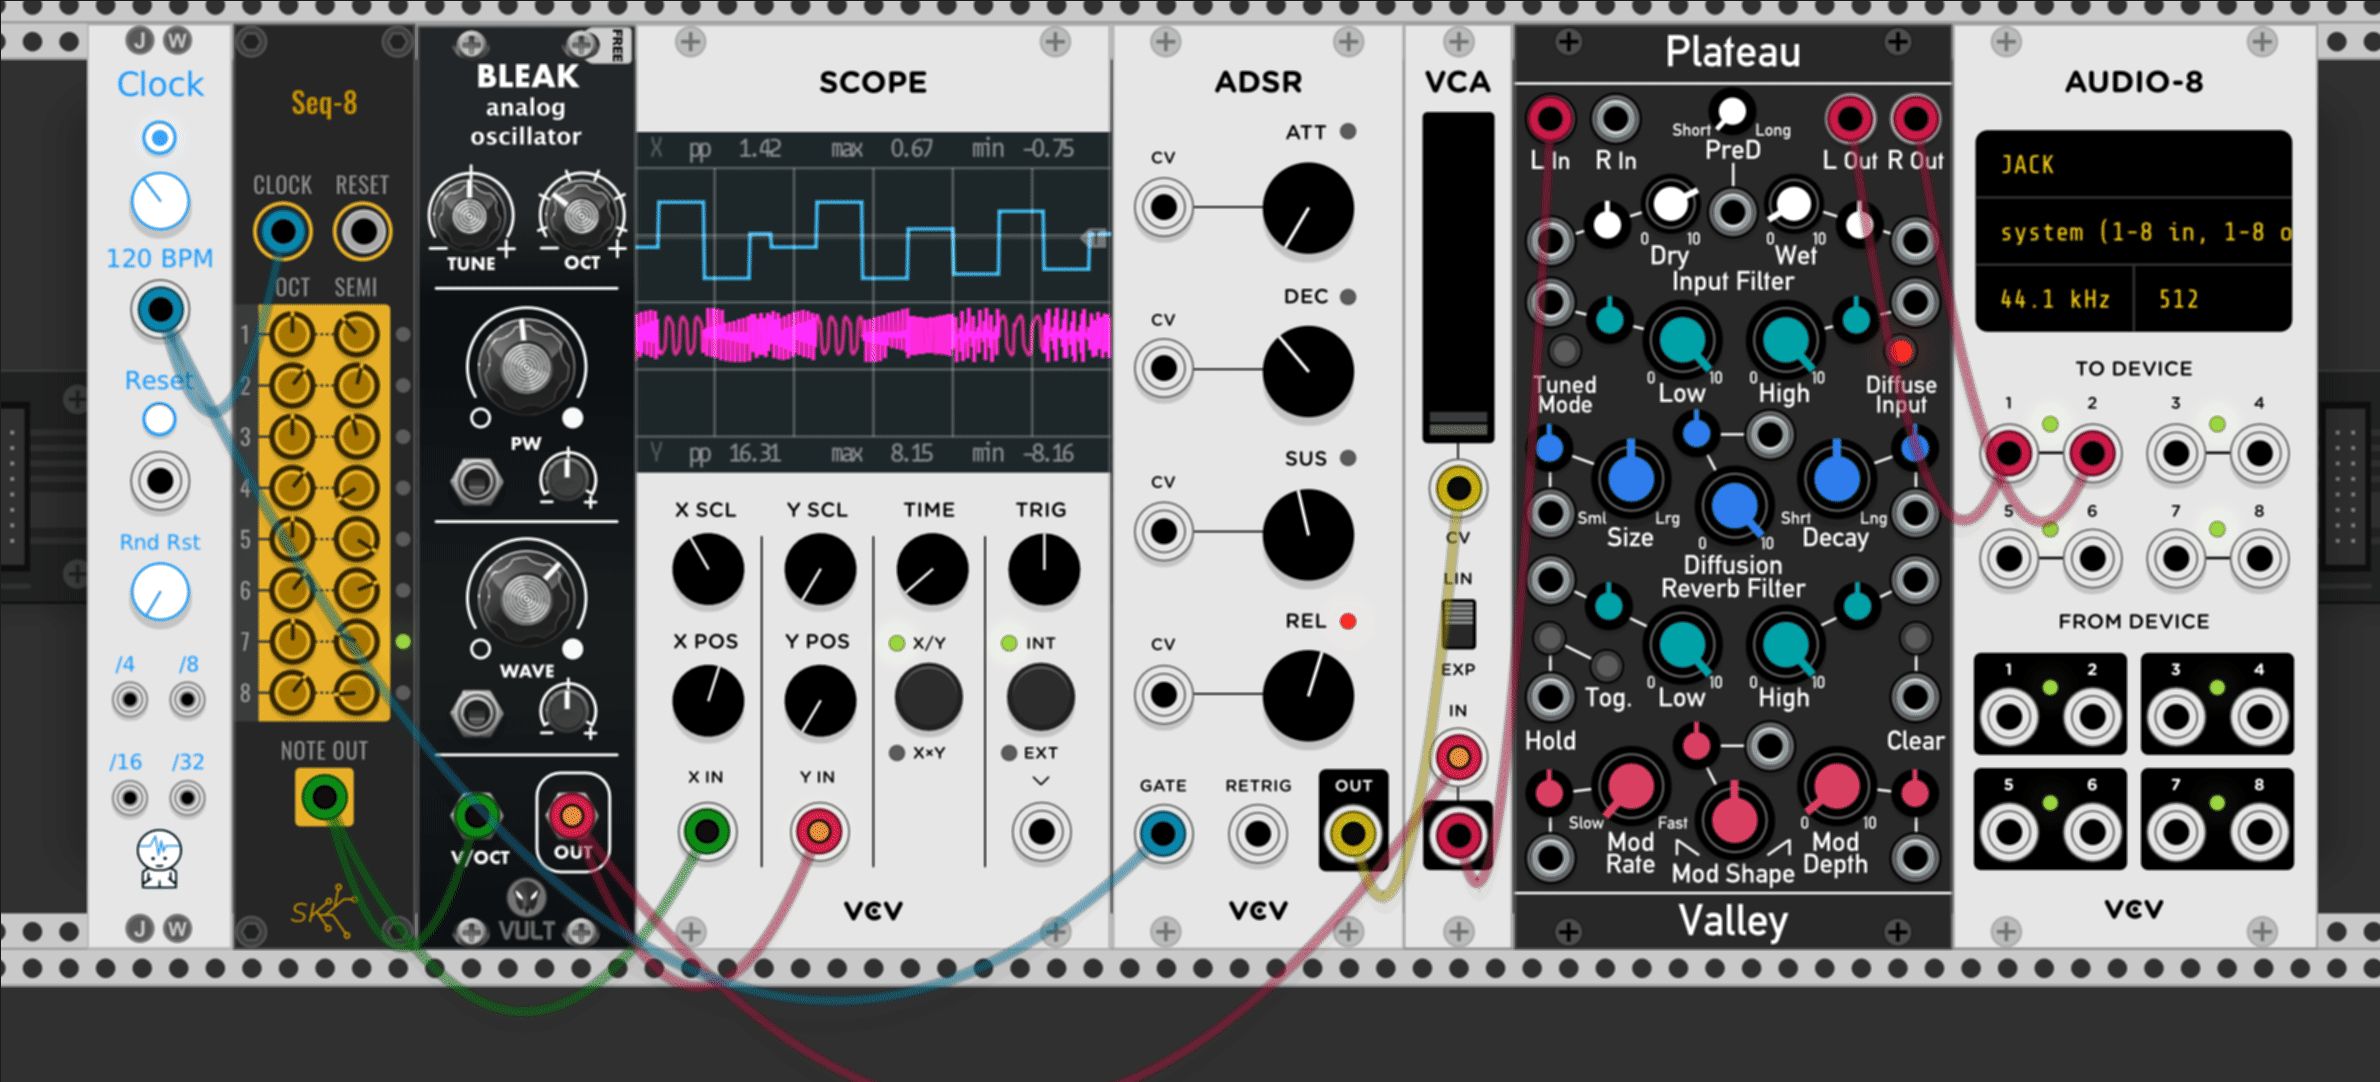 J W
Clock
120 BPM
Reset
Rnd Rst
/4 /8
/16 /32
J W
Seq-8
CLOCK RESET
OCT SEMI
1
2
3
4
5
6
7
8
NOTE OUT
SK
FREE
BLEAK
analog
oscillator
− + − +
TUNE OCT
PW
− +
WAVE
− +
V/OCT OUT
VULT
SCOPE
X pp 1.42 max 0.67 min -0.75
T
Y pp 16.31 max 8.15 min -8.16
X SCL Y SCL TIME TRIG
X POS Y POS X/Y INT
X×Y EXT
X IN Y IN
VCV
ADSR
ATT
CV
DEC
CV
SUS
CV
REL
CV
GATE RETRIG OUT
VCV
VCA
CV
LIN
EXP
IN
Plateau
Short Long
L In R In PreD L Out R Out
0 10 0 10
Dry Wet
Input Filter
0 10 0 10
Low High
Tuned
Mode
Diffuse
Input
Sml Lrg Shrt Lng
Size Decay
0 10
Diffusion
Reverb Filter
0 10 0 10
Tog. Low High
Hold Clear
Slow Fast 0 10
Mod
Rate
Mod
Depth
Mod Shape
Valley
AUDIO-8
JACK
system (1-8 in, 1-8 o
44.1 kHz 512
TO DEVICE
1 2 3 4
5 6 7 8
FROM DEVICE
1 2 3 4
5 6 7 8
VCV